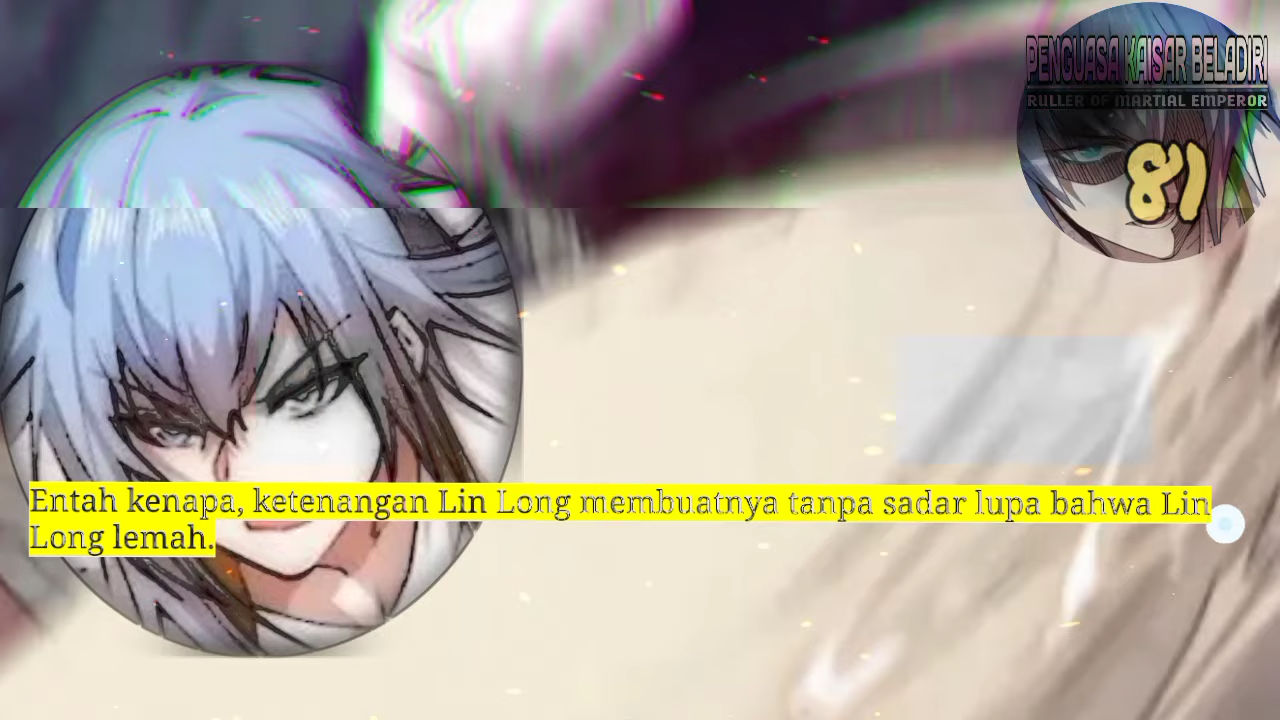 PENGUASA KAISAR BELADIRI
RULLER OF MARTIAL EMPEROR
81
Entah kenapa, ketenangan Lin Long membuatnya tanpa sadar lupa bahwa Lin
Long lemah.